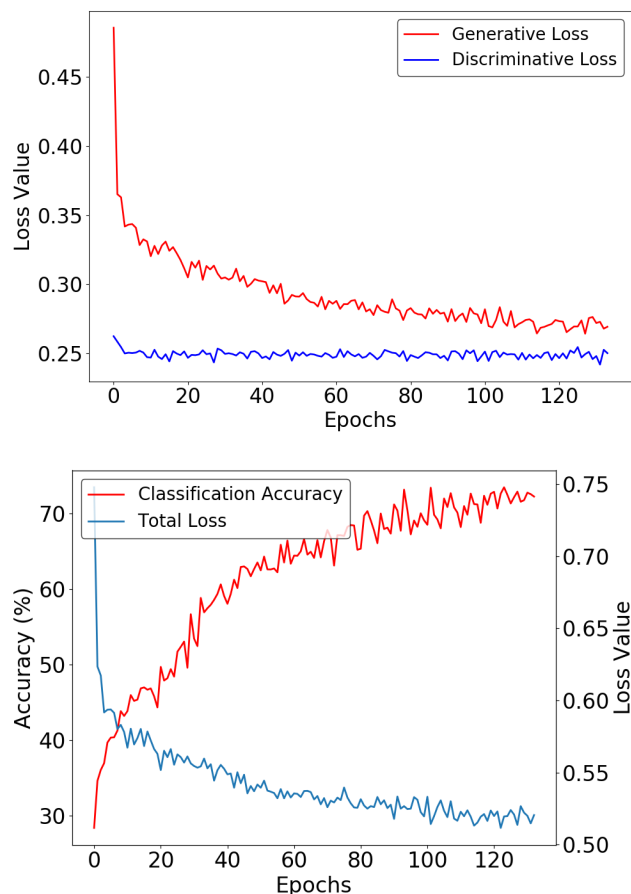 Generative Loss
Discriminative Loss
0.45
0.40
0.35
0.30
0.25
Loss Value
0 20 40 60 80 100 120
Epochs
Classification Accuracy
Total Loss
70
60
50
40
30
Accuracy (%)
0.75
0.70
0.65
0.60
0.55
0.50
Loss Value
0 20 40 60 80 100 120
Epochs